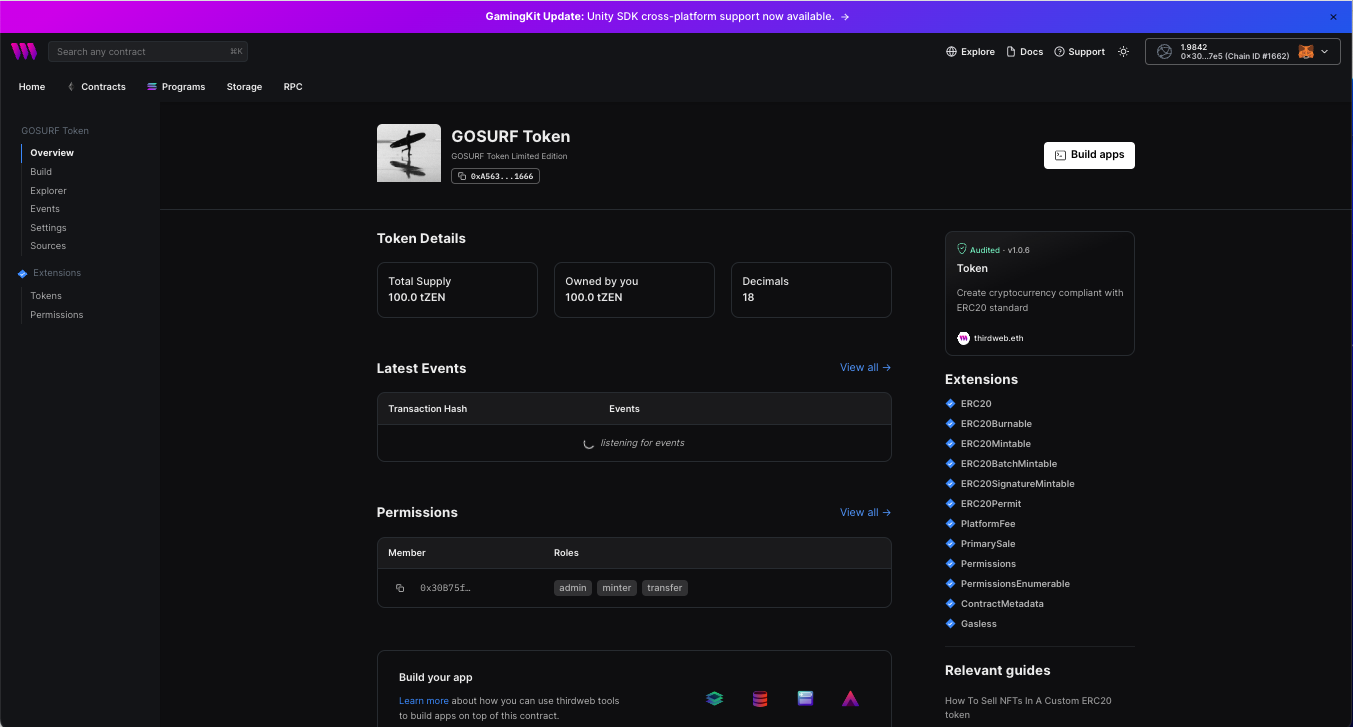 GamingKit Update: Unity SDK cross-platform support now available. →
Search any contract ⌘K
Explore Docs Support
1.9842
0x30...7e5 (Chain ID #1662)
Home Contracts Programs Storage RPC
GOSURF Token
Overview
Build
Explorer
Events
Settings
Sources
Extensions
Tokens
Permissions
GOSURF Token
GOSURF Token Limited Edition
0xA563...1666
Build apps
Token Details
Total Supply
100.0 tZEN
Owned by you
100.0 tZEN
Decimals
18
Latest Events
View all →
Transaction Hash Events
listening for events
Permissions
View all →
Member Roles
0x30B75f… admin minter transfer
Build your app
Learn more about how you can use thirdweb tools
to build apps on top of this contract.
Audited - v1.0.6
Token
Create cryptocurrency compliant with
ERC20 standard
thirdweb.eth
Extensions
ERC20
ERC20Burnable
ERC20Mintable
ERC20BatchMintable
ERC20SignatureMintable
ERC20Permit
PlatformFee
PrimarySale
Permissions
PermissionsEnumerable
ContractMetadata
Gasless
Relevant guides
How To Sell NFTs In A Custom ERC20
token